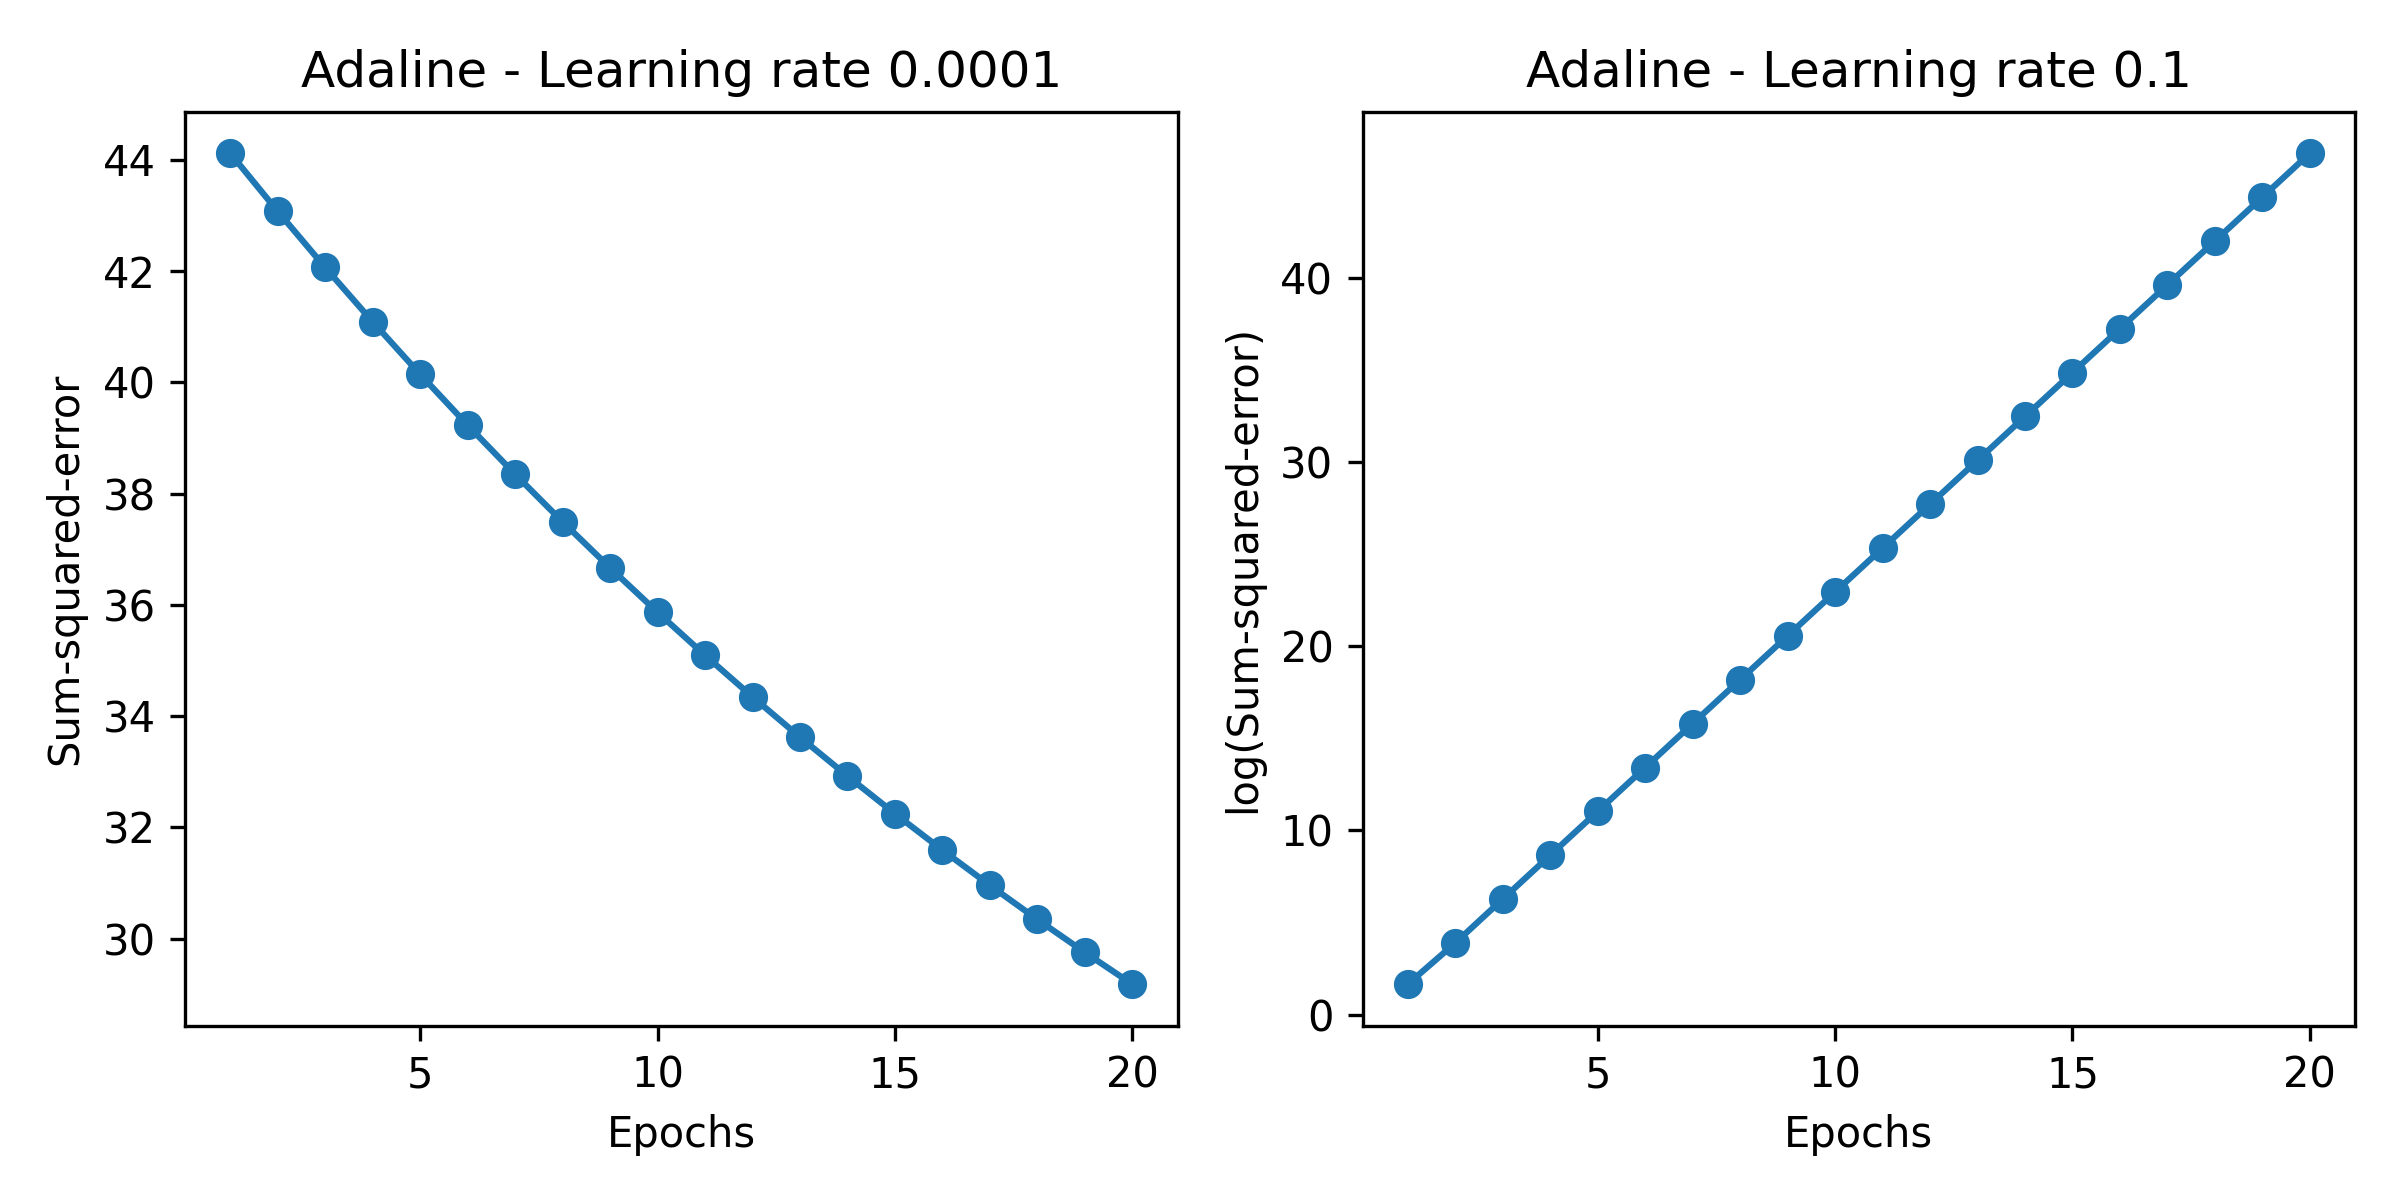 Adaline - Learning rate 0.0001
Sum-squared-error
44
42
40
38
36
34
32
30
5 10 15 20
Epochs
Adaline - Learning rate 0.1
log(Sum-squared-error)
40
30
20
10
0
5 10 15 20
Epochs